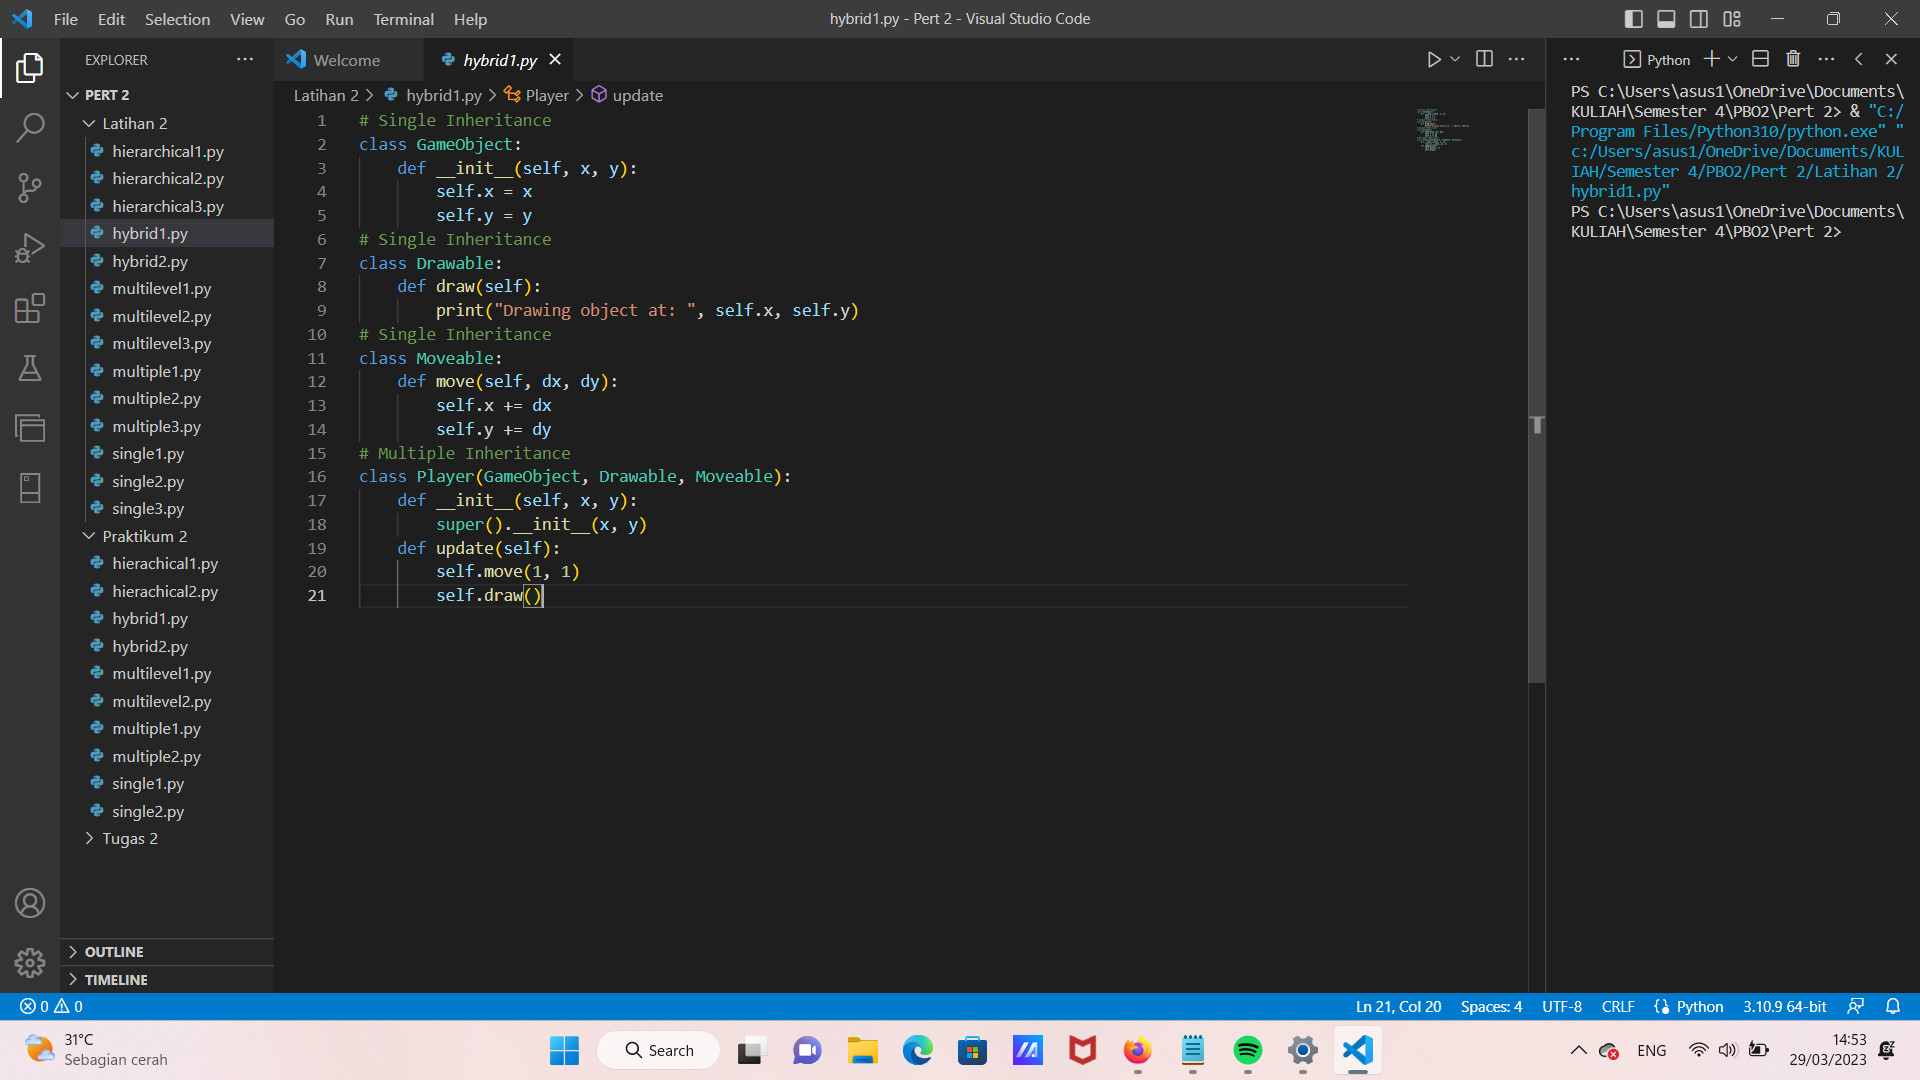 File Edit Selection View Go Run Terminal Help
hybrid1.py - Pert 2 - Visual Studio Code
EXPLORER
PERT 2
Latihan 2
hierarchical1.py
hierarchical2.py
hierarchical3.py
hybrid1.py
hybrid2.py
multilevel1.py
multilevel2.py
multilevel3.py
multiple1.py
multiple2.py
multiple3.py
single1.py
single2.py
single3.py
Praktikum 2
hierachical1.py
hierachical2.py
hybrid1.py
hybrid2.py
multilevel1.py
multilevel2.py
multiple1.py
multiple2.py
single1.py
single2.py
Tugas 2
OUTLINE
TIMELINE
Welcome
hybrid1.py
Latihan 2 > hybrid1.py > Player > update
1 # Single Inheritance
2 class GameObject:
3     def __init__(self, x, y):
4         self.x = x
5         self.y = y
6 # Single Inheritance
7 class Drawable:
8     def draw(self):
9         print("Drawing object at: ", self.x, self.y)
10 # Single Inheritance
11 class Moveable:
12     def move(self, dx, dy):
13         self.x += dx
14         self.y += dy
15 # Multiple Inheritance
16 class Player(GameObject, Drawable, Moveable):
17     def __init__(self, x, y):
18         super().__init__(x, y)
19     def update(self):
20         self.move(1, 1)
21         self.draw()
Python
PS C:\Users\asus1\OneDrive\Documents\
KULIAH\Semester 4\PBO2\Pert 2> & "C:/
Program Files/Python310/python.exe" "
c:/Users/asus1/OneDrive/Documents/KUL
IAH/Semester 4/PBO2/Pert 2/Latihan 2/
hybrid1.py"
PS C:\Users\asus1\OneDrive\Documents\
KULIAH\Semester 4\PBO2\Pert 2>
0 0
Ln 21, Col 20 Spaces: 4 UTF-8 CRLF Python 3.10.9 64-bit
31°C
Sebagian cerah
Search
ENG
14:53
29/03/2023